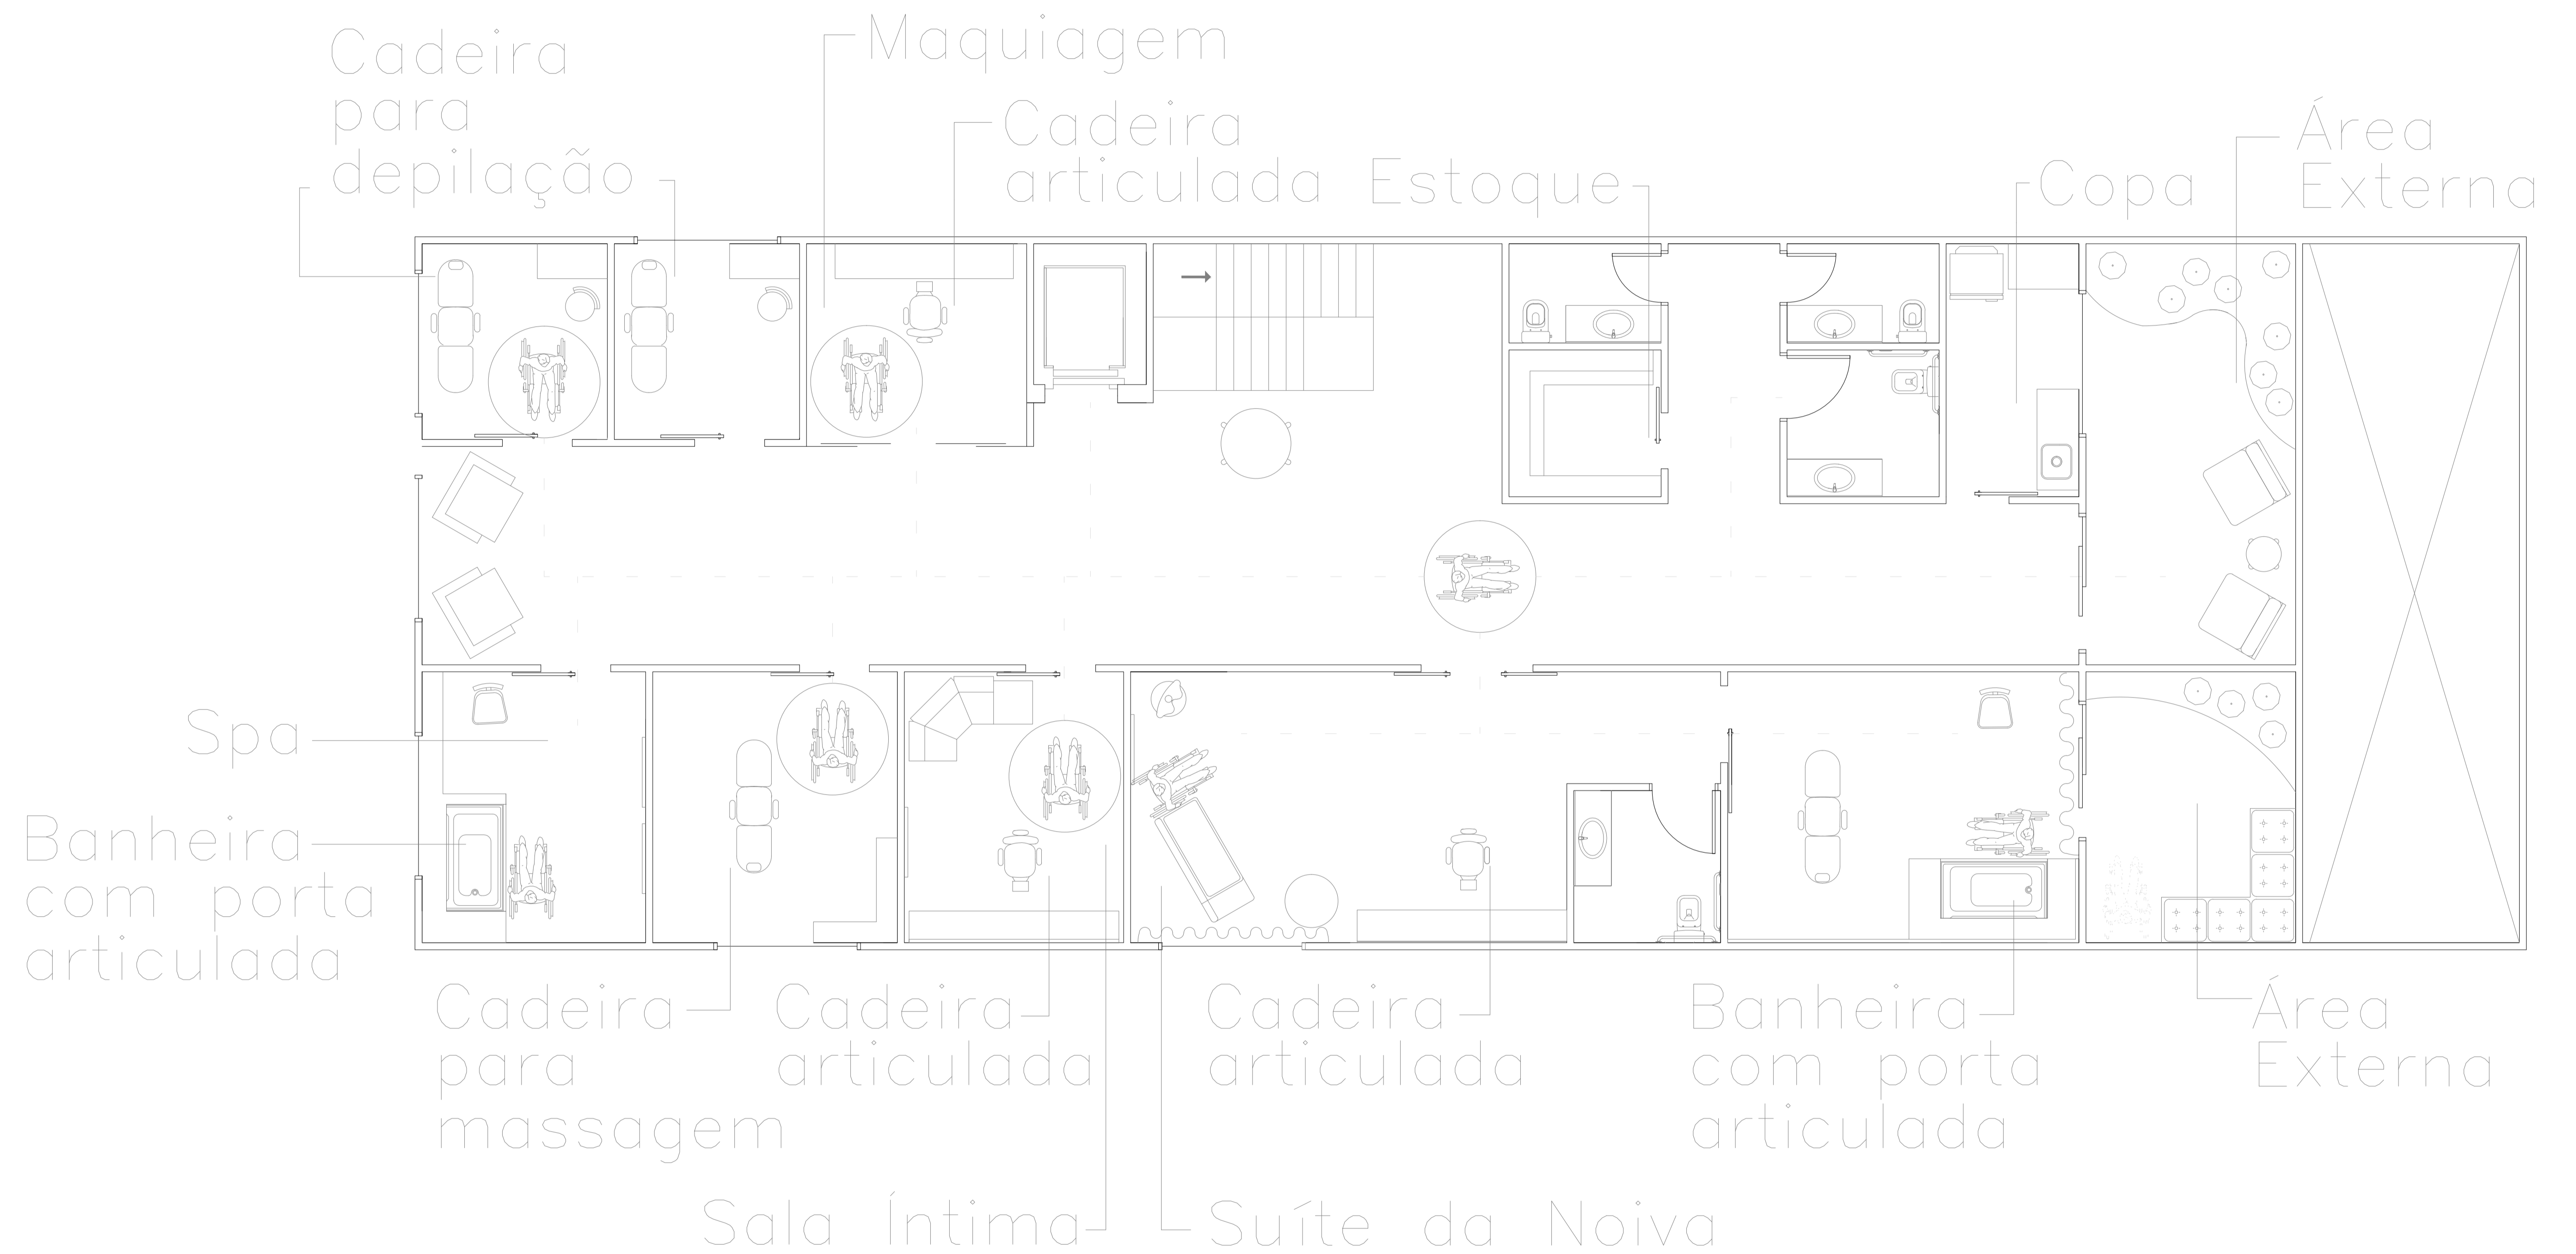 Cadeira
para
depilação
Maquiagem
Cadeira
articulada
Estoque
Copa
Área
Externa
Spa
Banheira
com porta
articulada
Cadeira
para
massagem
Cadeira
articulada
Cadeira
articulada
Banheira
com porta
articulada
Área
Externa
Sala Íntima
Suíte da Noiva